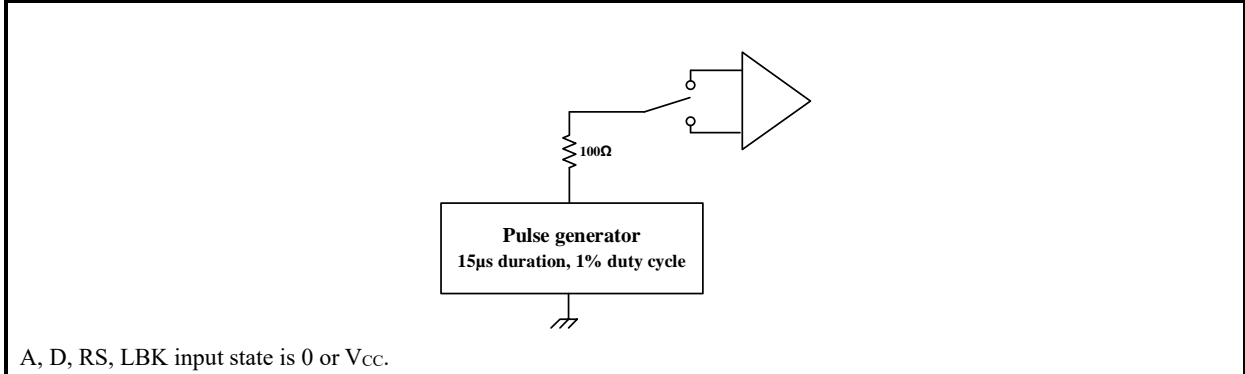 100Ω
Pulse generator
15µs duration, 1% duty cycle
A, D, RS, LBK input state is 0 or VCC.